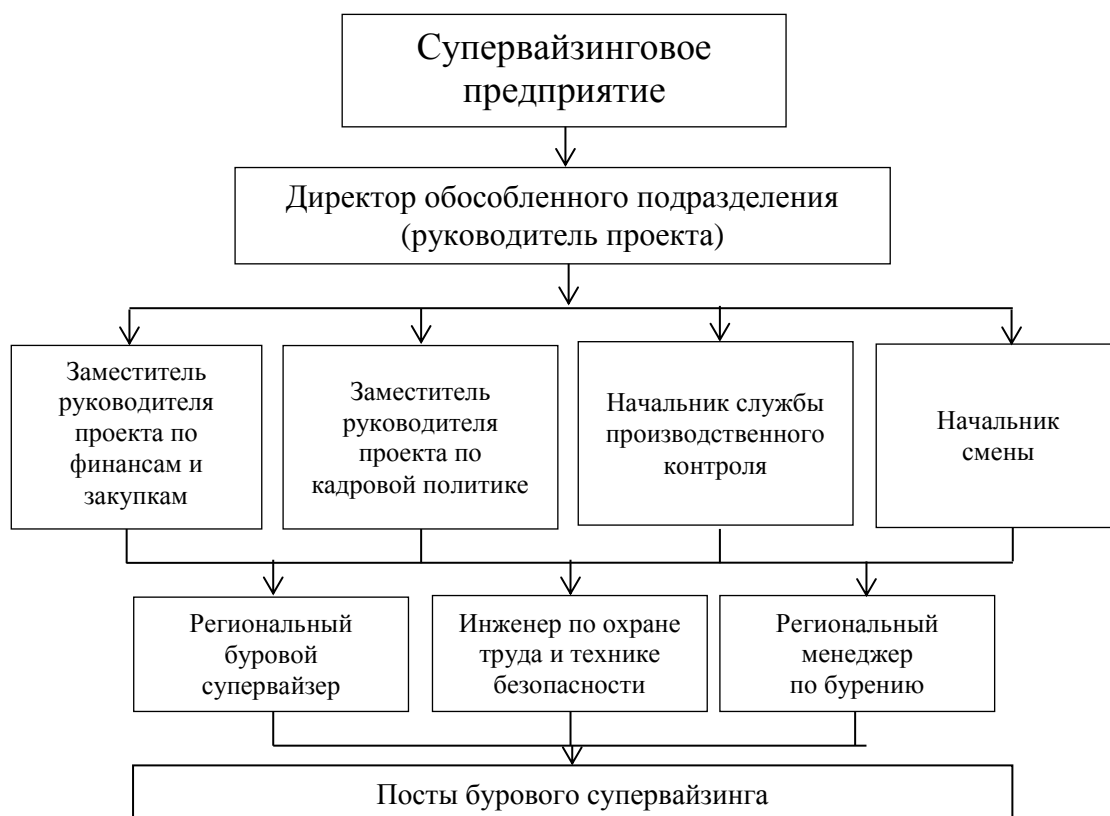 Супервайзинговое
предприятие
Директор обособленного подразделения
(руководитель проекта)
Заместитель
руководителя
проекта по
финансам и
закупкам
Заместитель
руководителя
проекта по
кадровой политике
Начальник службы
производственного
контроля
Начальник
смены
Региональный
буровой
супервайзер
Инженер по охране
труда и технике
безопасности
Региональный
менеджер
по бурению
Посты бурового супервайзинга